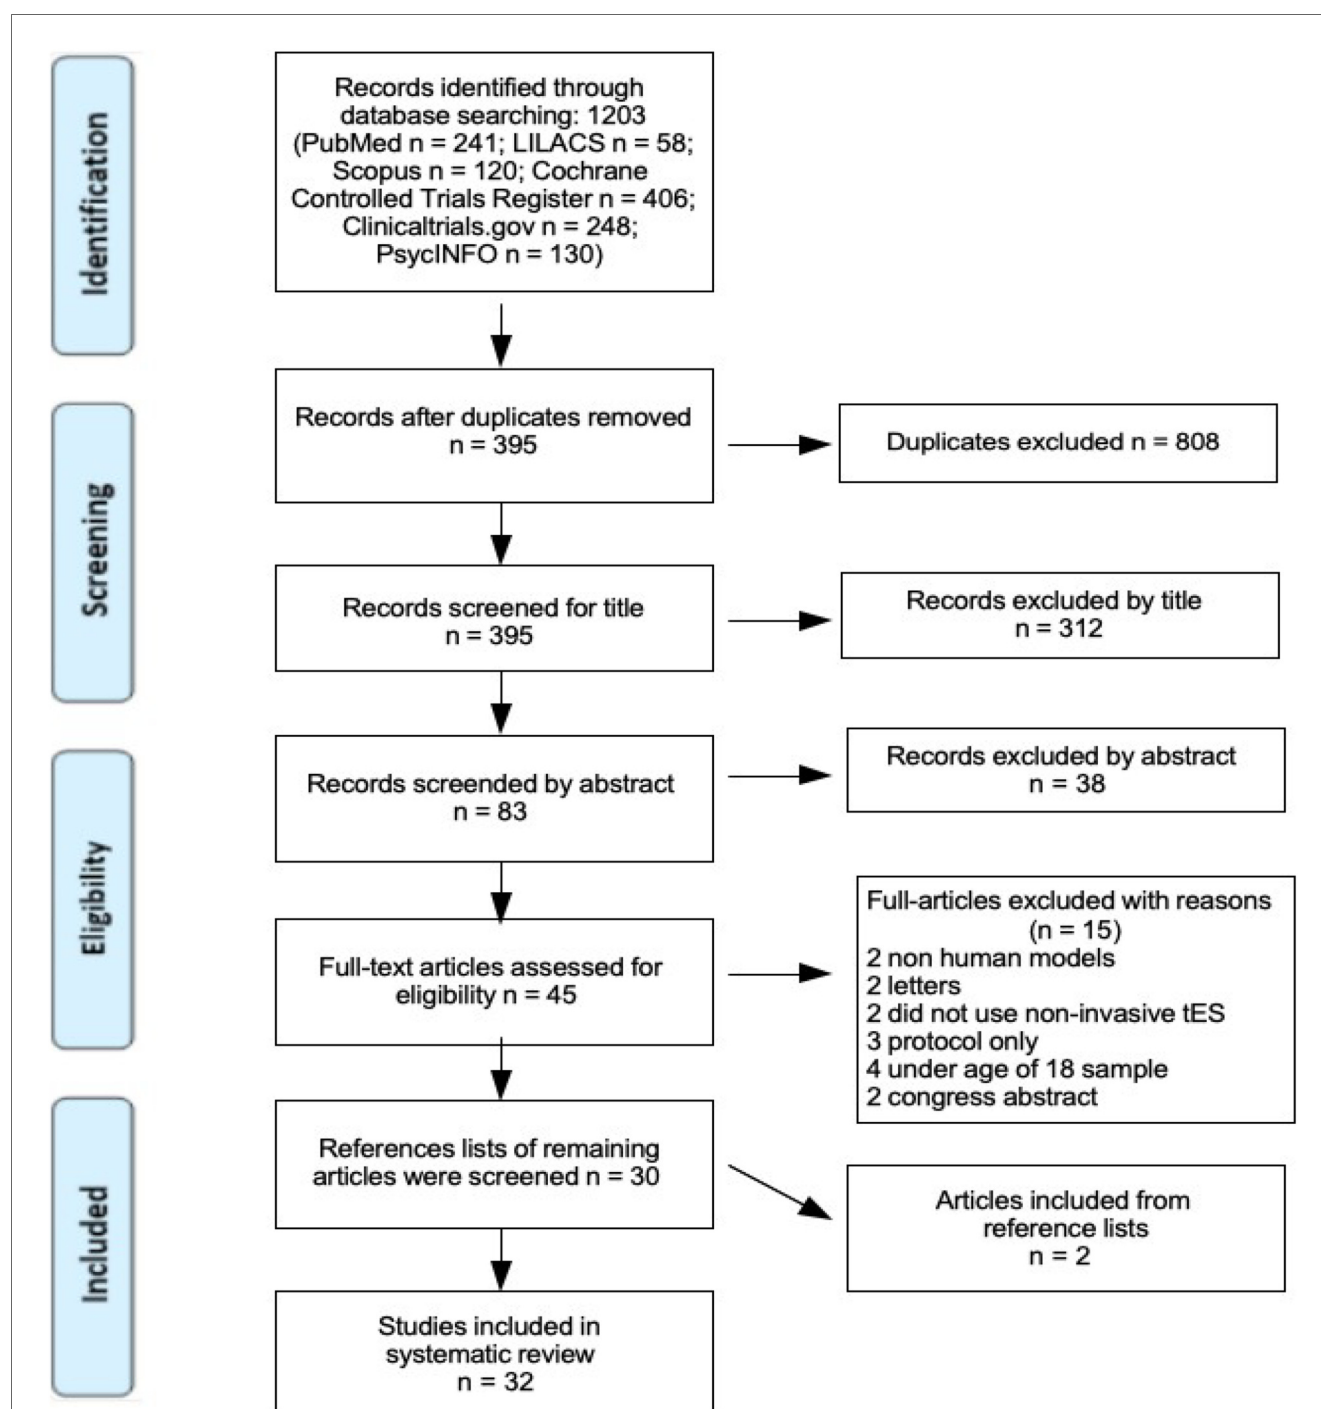 Identification
Records identified through
database searching: 1203
(PubMed n = 241; LILACS n = 58;
Scopus n = 120; Cochrane
Controlled Trials Register n = 406;
Clinicaltrials.gov n = 248;
PsycINFO n = 130)
Screening
Records after duplicates removed
n = 395
Duplicates excluded n = 808
Records screened for title
n = 395
Records excluded by title
n = 312
Eligibility
Records screended by abstract
n = 83
Records excluded by abstract
n = 38
Full-text articles assessed for
eligibility n = 45
Full-articles excluded with reasons
(n = 15)
2 non human models
2 letters
2 did not use non-invasive tES
3 protocol only
4 under age of 18 sample
2 congress abstract
Included
References lists of remaining
articles were screened n = 30
Articles included from
reference lists
n = 2
Studies included in
systematic review
n = 32